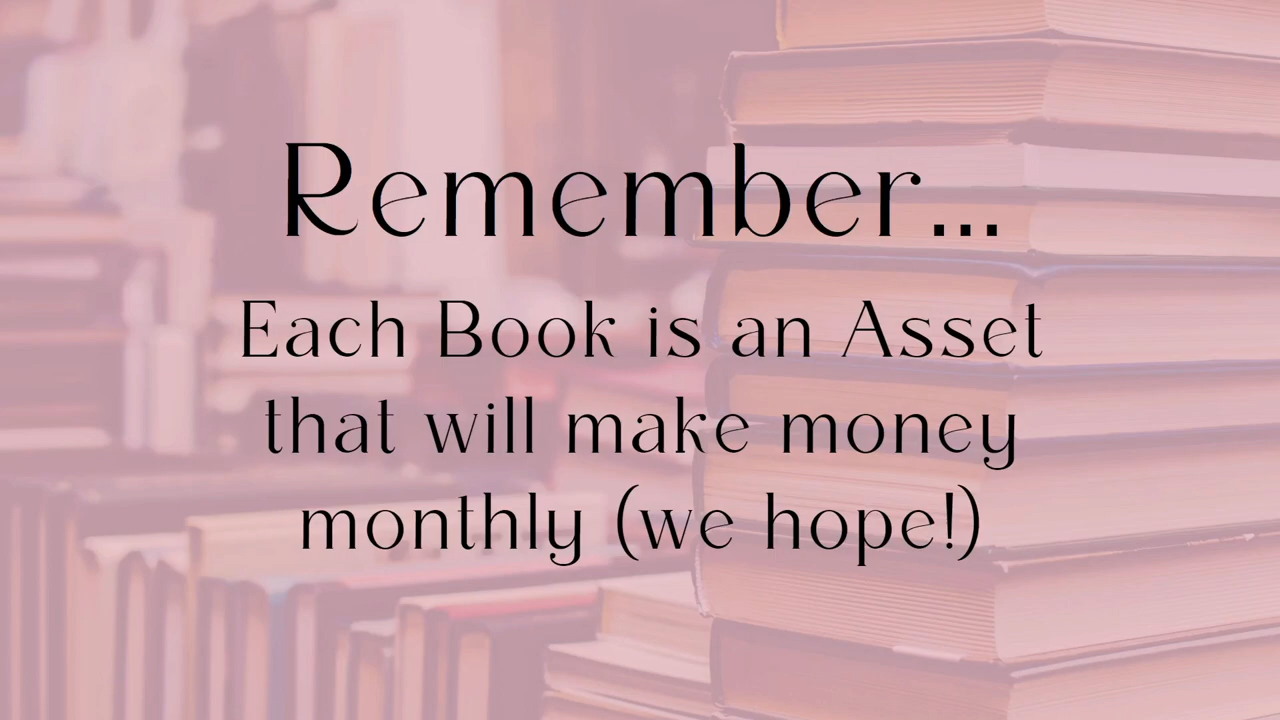 Remember...
Each Book is an Asset
that will make money
monthly (we hope!)